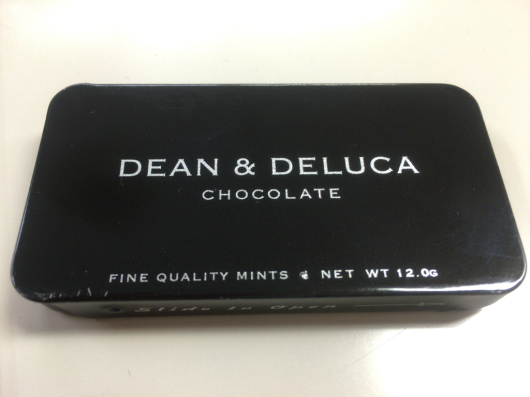 DEAN & DELUCA
CHOCOLATE
FINE QUALITY MINTS NET WT 12.0G
Slide to Open